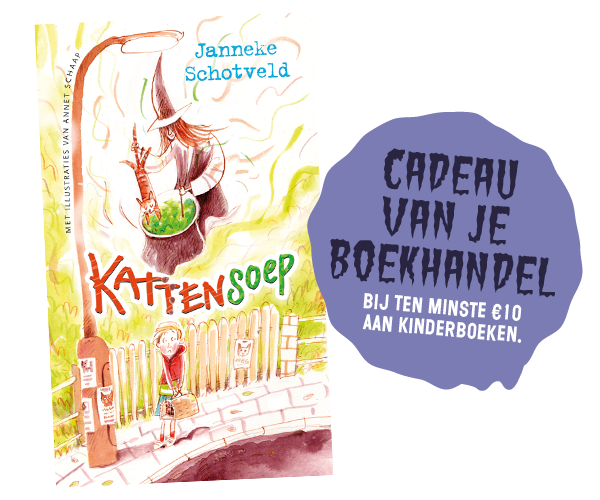 Janneke
Schotveld
MET ILLUSTRATIES VAN ANNET SCHAAP
KATTENSOEP
CADEAU
VAN JE
BOEKHANDEL
BIJ TEN MINSTE €10
AAN KINDERBOEKEN.